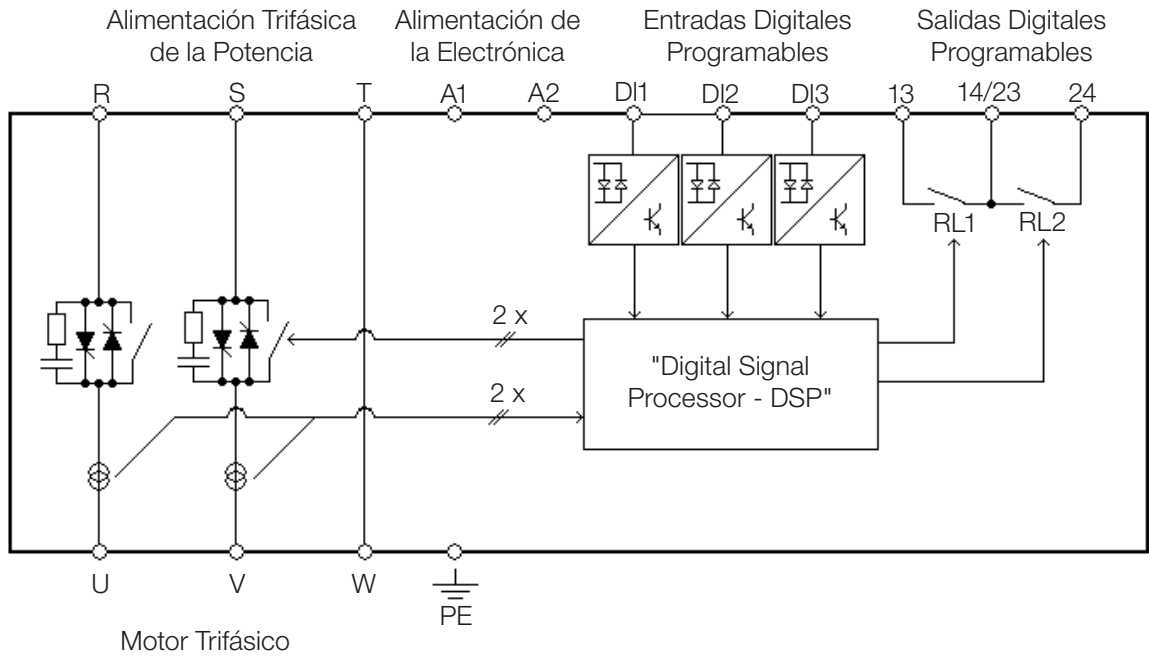 Alimentación Trifásica
de la Potencia
Alimentación de
la Electrónica
Entradas Digitales
Programables
Salidas Digitales
Programables
R
S
T
A1
A2
DI1
DI2
DI3
13
14/23
24
RL1
RL2
2 x
2 x
"Digital Signal
Processor - DSP"
U
V
W
PE
Motor Trifásico